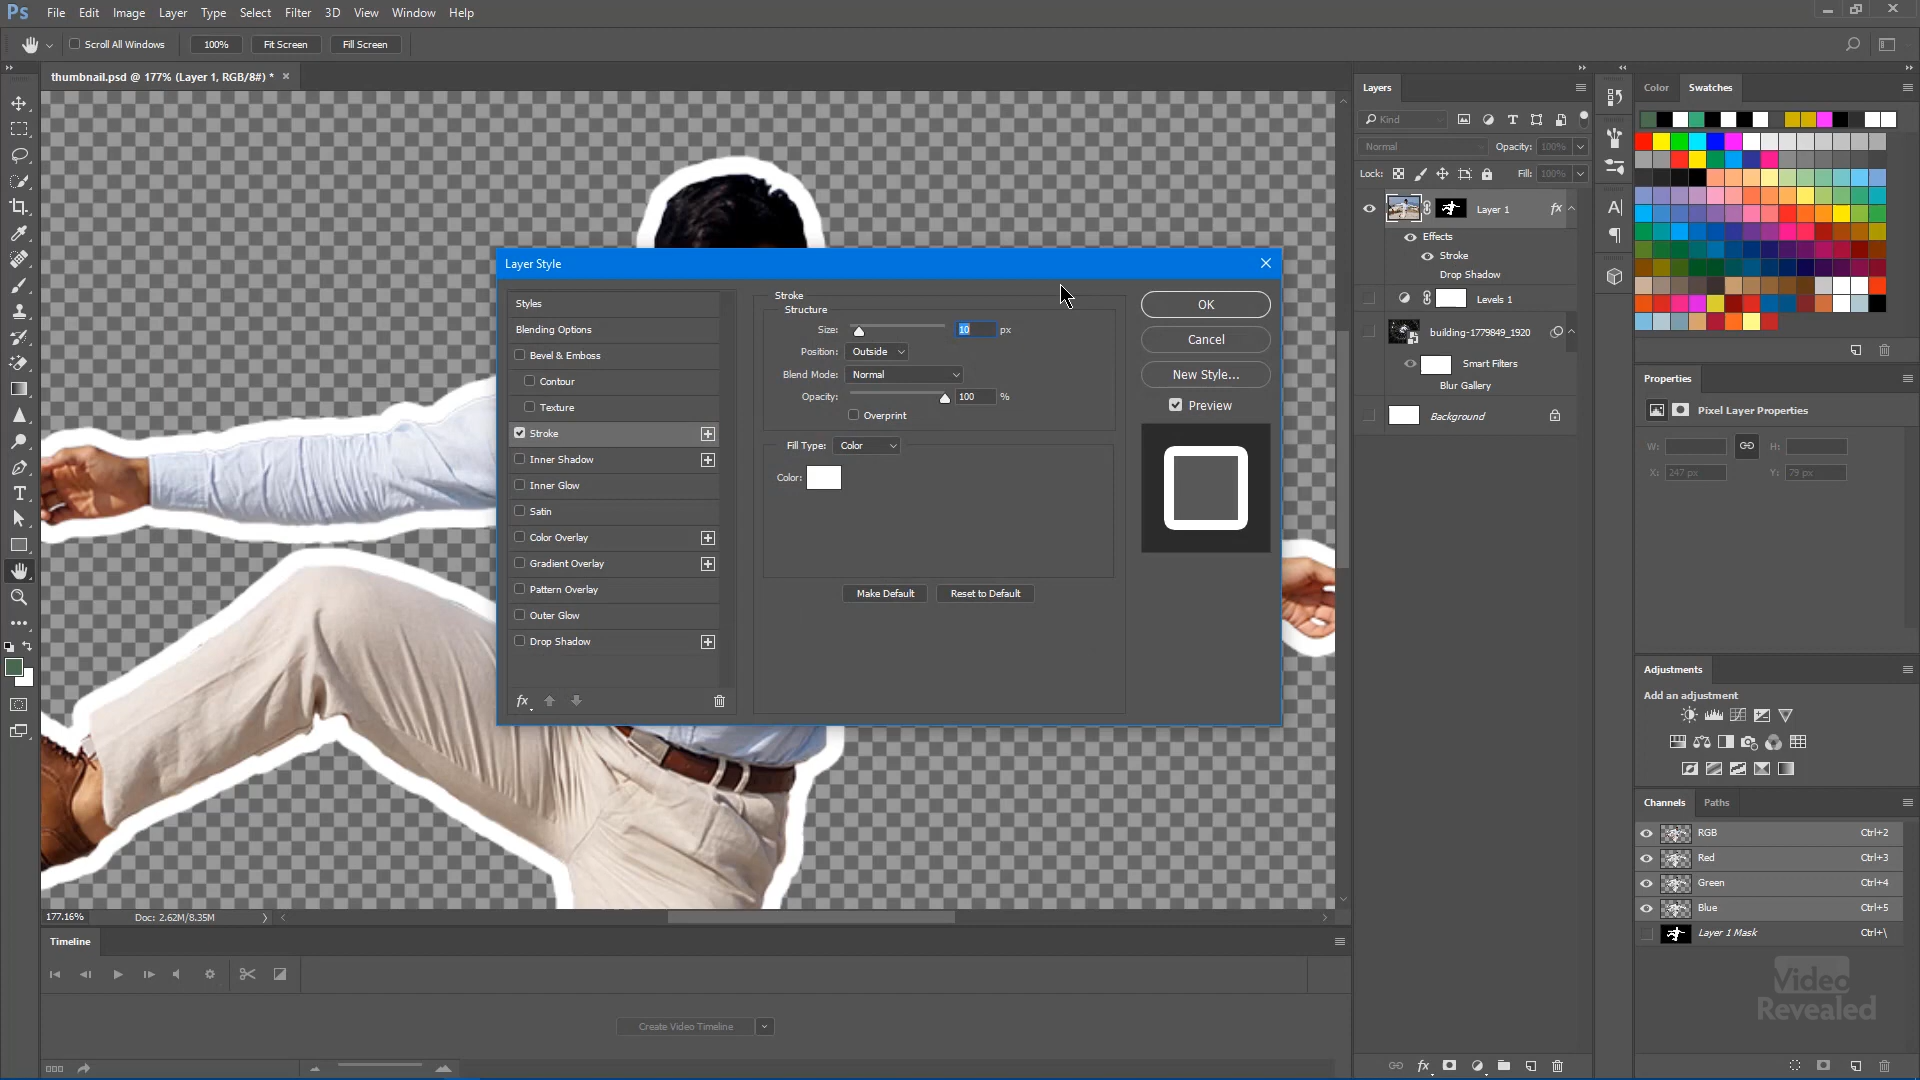 Ps File Edit Image Layer Type Select Filter 3D View Window Help
Scroll All Windows 100% Fit Screen Fill Screen
thumbnail.psd @ 177% (Layer 1, RGB/8#) * ×
Layer Style
Styles
Blending Options
Bevel & Emboss
Contour
Texture
Stroke
Inner Shadow
Inner Glow
Satin
Color Overlay
Gradient Overlay
Pattern Overlay
Outer Glow
Drop Shadow
fx
Stroke
Structure
Size: 10 px
Position: Outside
Blend Mode: Normal
Opacity: 100 %
Overprint
Fill Type: Color
Color:
Make Default Reset to Default
OK
Cancel
New Style...
Preview
177.16% Doc: 2.62M/8.35M
Timeline
Create Video Timeline
Layers
Kind
Normal Opacity: 100%
Lock: Fill: 100%
Layer 1 fx
Effects
Stroke
Drop Shadow
Levels 1
building-1779849_1920
Smart Filters
Blur Gallery
Background
fx
Color Swatches
Properties
Pixel Layer Properties
W: H:
X: 247 px Y: 79 px
Adjustments
Add an adjustment
Channels Paths
RGB Ctrl+2
Red Ctrl+3
Green Ctrl+4
Blue Ctrl+5
Layer 1 Mask Ctrl+\
Video
Revealed